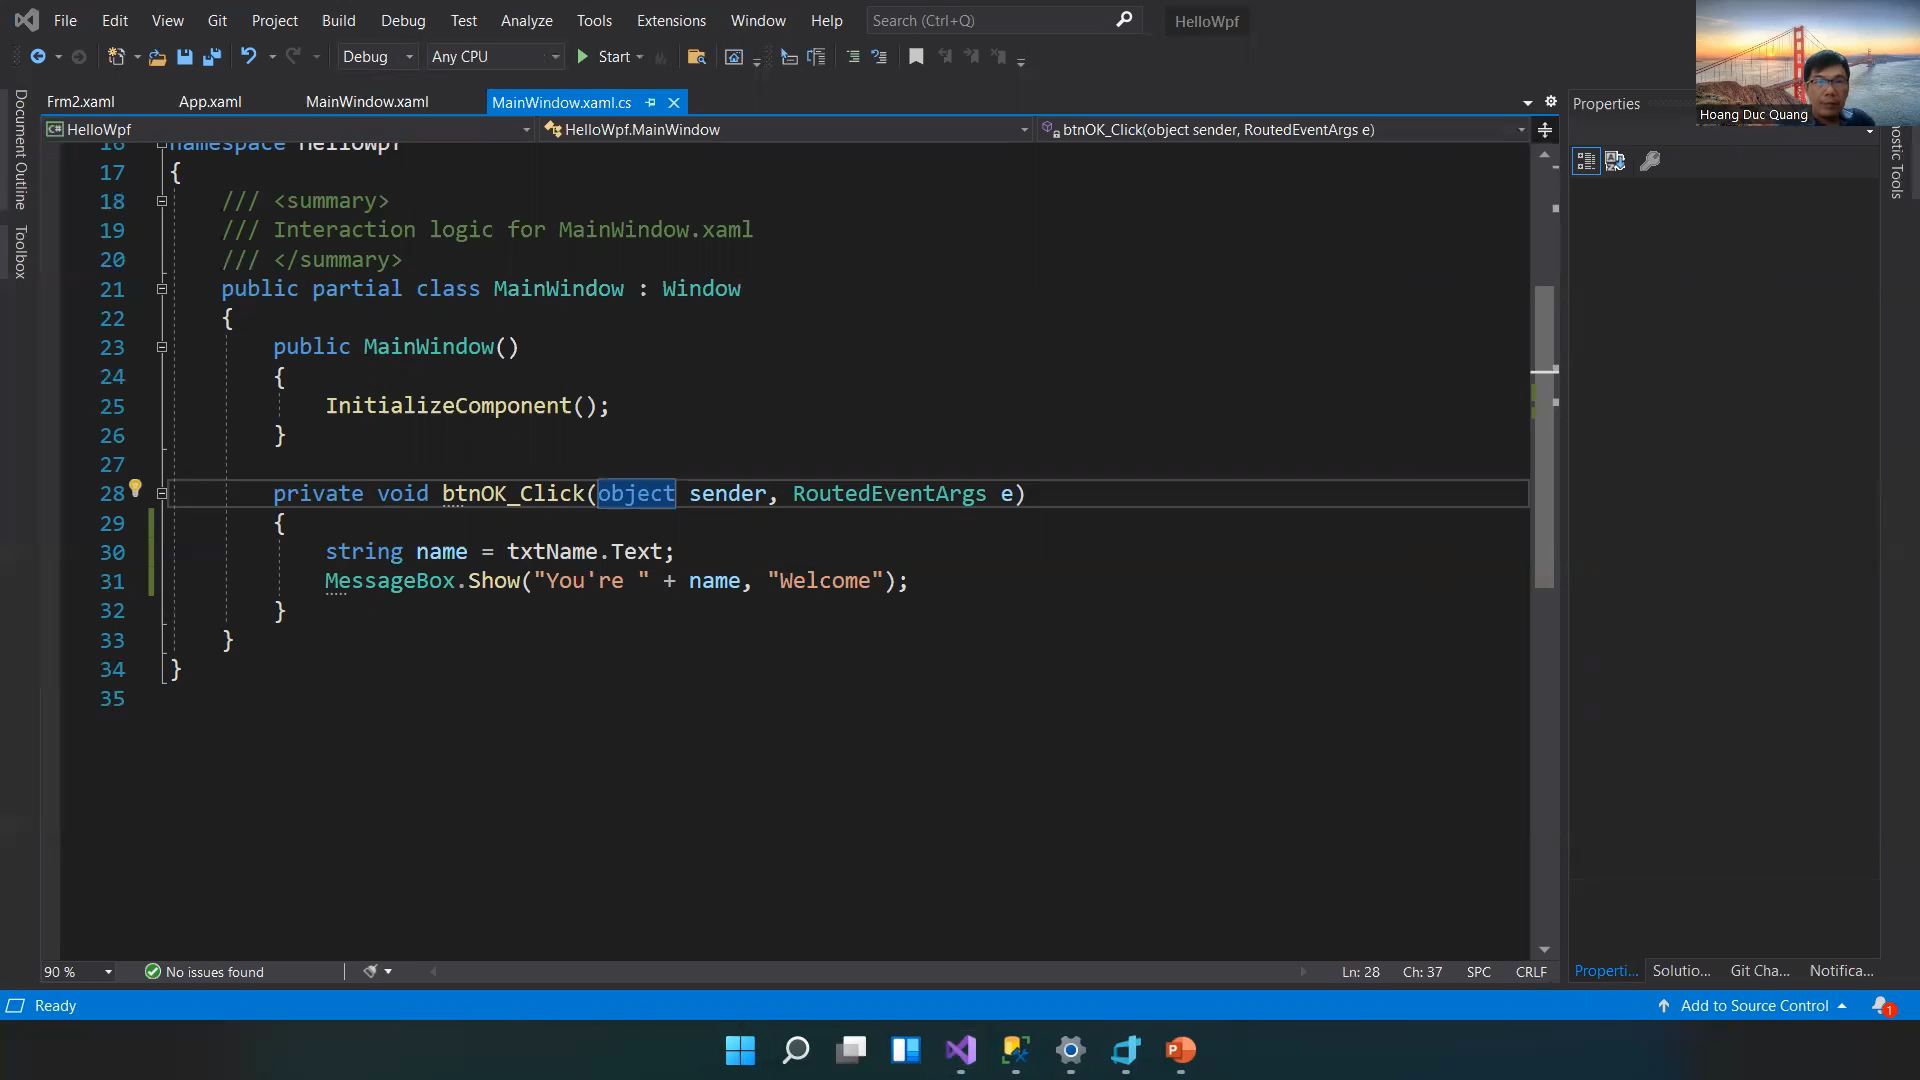 File Edit View Git Project Build Debug Test Analyze Tools Extensions Window Help Search (Ctrl+Q) HelloWpf
Debug Any CPU Start
Hoang Duc Quang
Frm2.xaml App.xaml MainWindow.xaml MainWindow.xaml.cs
Properties
Document Outline
Toolbox
nostic Tools
HelloWpf HelloWpf.MainWindow btnOK_Click(object sender, RoutedEventArgs e)
16 namespace HelloWpf
17 {
18 /// <summary>
19 /// Interaction logic for MainWindow.xaml
20 /// </summary>
21 public partial class MainWindow : Window
22 {
23 public MainWindow()
24 {
25 InitializeComponent();
26 }
27
28 private void btnOK_Click(object sender, RoutedEventArgs e)
29 {
30 string name = txtName.Text;
31 MessageBox.Show("You're " + name, "Welcome");
32 }
33 }
34 }
35
90 % No issues found Ln: 28 Ch: 37 SPC CRLF
Properti... Solutio... Git Cha... Notifica...
Ready Add to Source Control 1